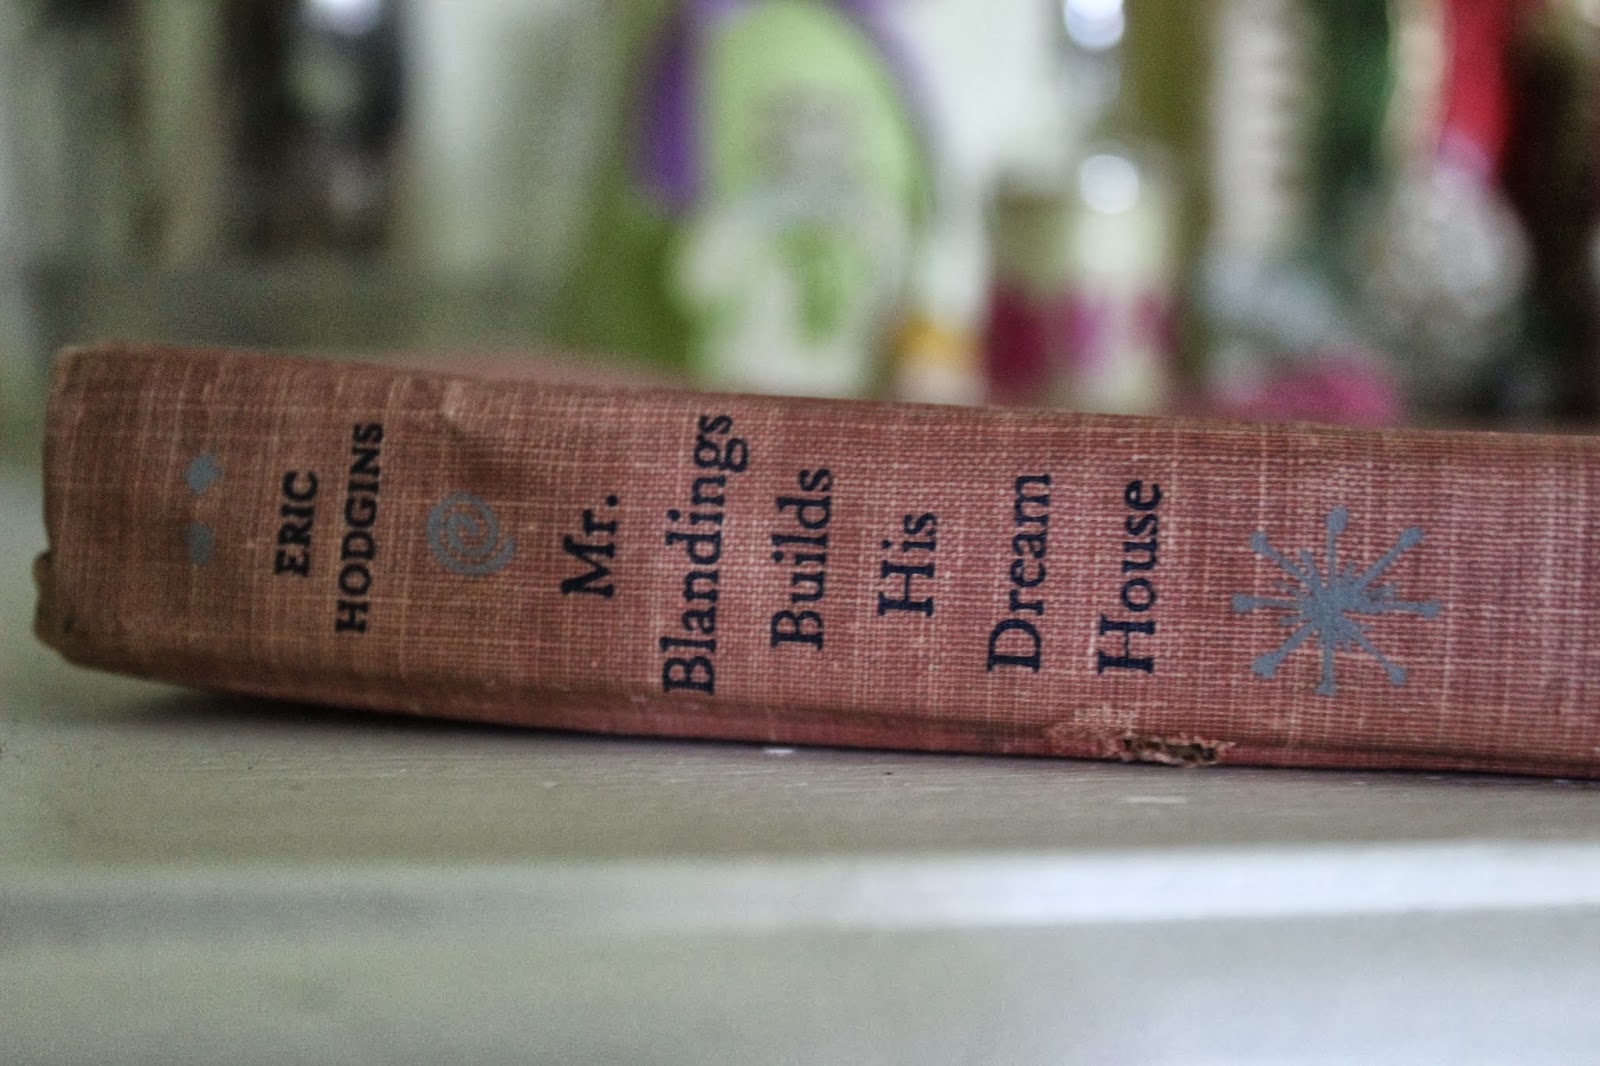 ERIC
HODGINS
Mr.
Blandings
Builds
His
Dream
House